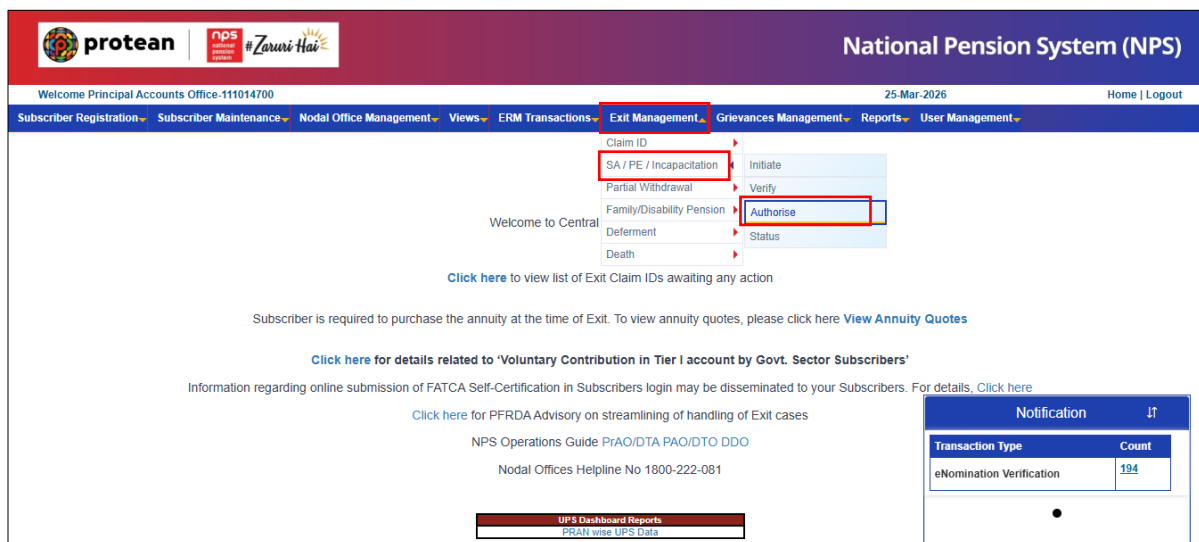 protean
nps
national
pension
system
#Zaruri Hai
National Pension System (NPS)
Welcome Principal Accounts Office-111014700
25-Mar-2026
Home | Logout
Subscriber Registration Subscriber Maintenance Nodal Office Management Views ERM Transactions Exit Management Grievances Management Reports User Management
Claim ID
SA / PE / Incapacitation
Initiate
Partial Withdrawal
Verify
Family/Disability Pension
Authorise
Welcome to Central
Deferment
Status
Death
Click here to view list of Exit Claim IDs awaiting any action
Subscriber is required to purchase the annuity at the time of Exit. To view annuity quotes, please click here View Annuity Quotes
Click here for details related to ‘Voluntary Contribution in Tier I account by Govt. Sector Subscribers’
Information regarding online submission of FATCA Self-Certification in Subscribers login may be disseminated to your Subscribers. For details, Click here
Click here for PFRDA Advisory on streamlining of handling of Exit cases
NPS Operations Guide PrAO/DTA PAO/DTO DDO
Nodal Offices Helpline No 1800-222-081
Notification
Transaction Type Count
eNomination Verification 194
UPS Dashboard Reports
PRAN wise UPS Data